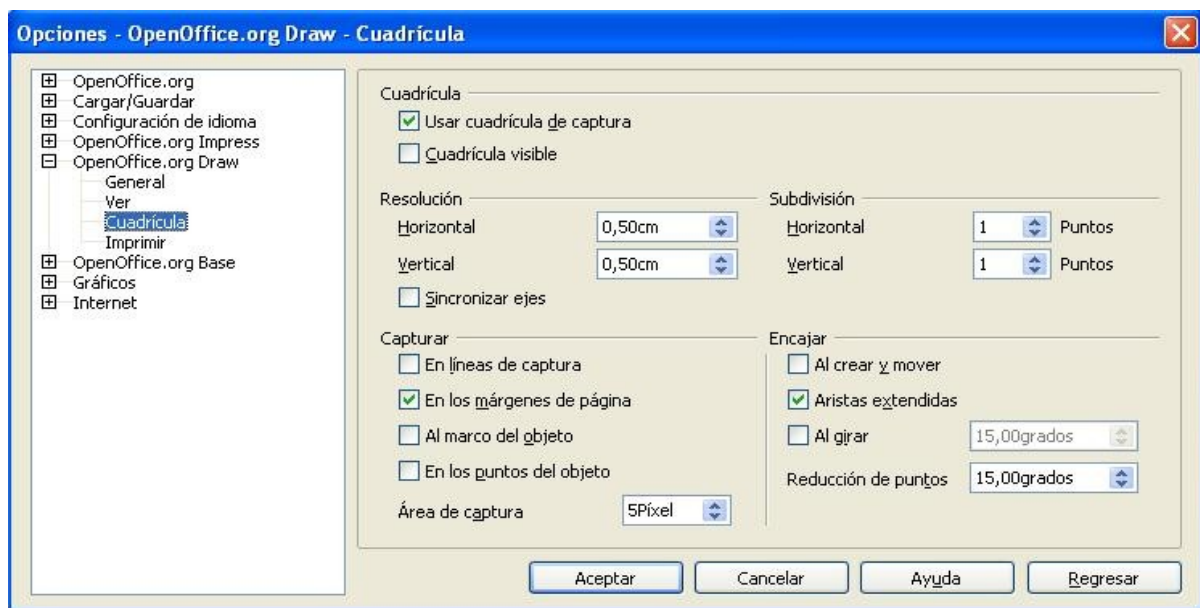 Opciones - OpenOffice.org Draw - Cuadrícula
OpenOffice.org
Cargar/Guardar
Configuración de idioma
OpenOffice.org Impress
OpenOffice.org Draw
General
Ver
Cuadrícula
Imprimir
OpenOffice.org Base
Gráficos
Internet
Cuadrícula
Usar cuadrícula de captura
Cuadrícula visible
Resolución
Horizontal 0,50cm
Vertical 0,50cm
Sincronizar ejes
Subdivisión
Horizontal 1 Puntos
Vertical 1 Puntos
Capturar
En líneas de captura
En los márgenes de página
Al marco del objeto
En los puntos del objeto
Área de captura 5Píxel
Encajar
Al crear y mover
Aristas extendidas
Al girar 15,00grados
Reducción de puntos 15,00grados
Aceptar Cancelar Ayuda Regresar